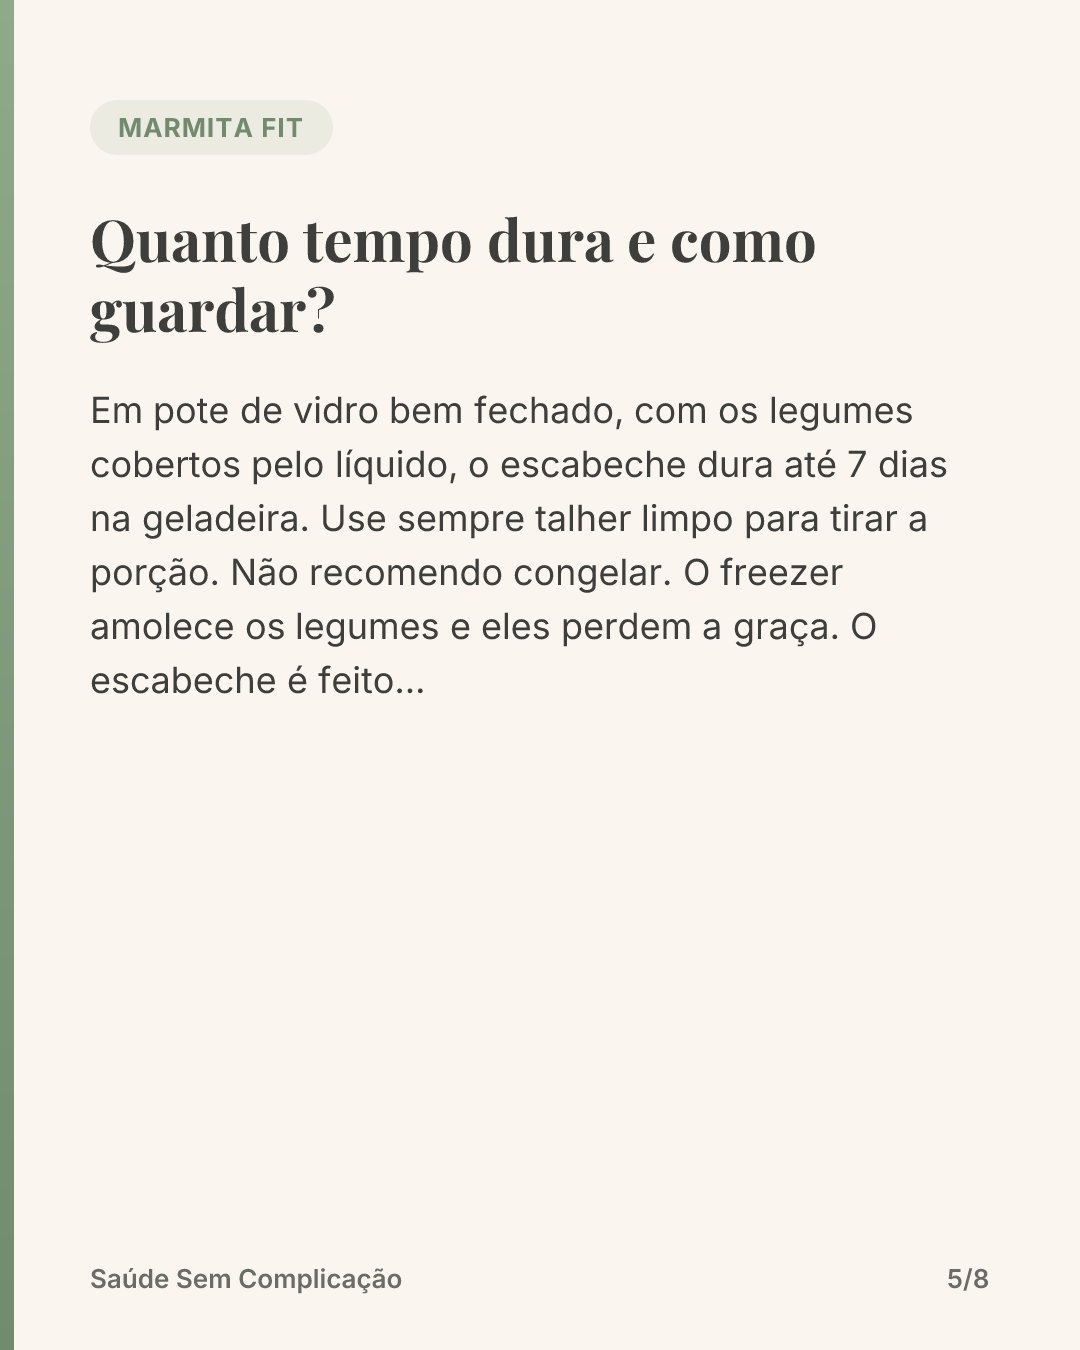 MARMITA FIT
Quanto tempo dura e como
guardar?
Em pote de vidro bem fechado, com os legumes
cobertos pelo líquido, o escabeche dura até 7 dias
na geladeira. Use sempre talher limpo para tirar a
porção. Não recomendo congelar. O freezer
amolece os legumes e eles perdem a graça. O
escabeche é feito...
Saúde Sem Complicação
5/8